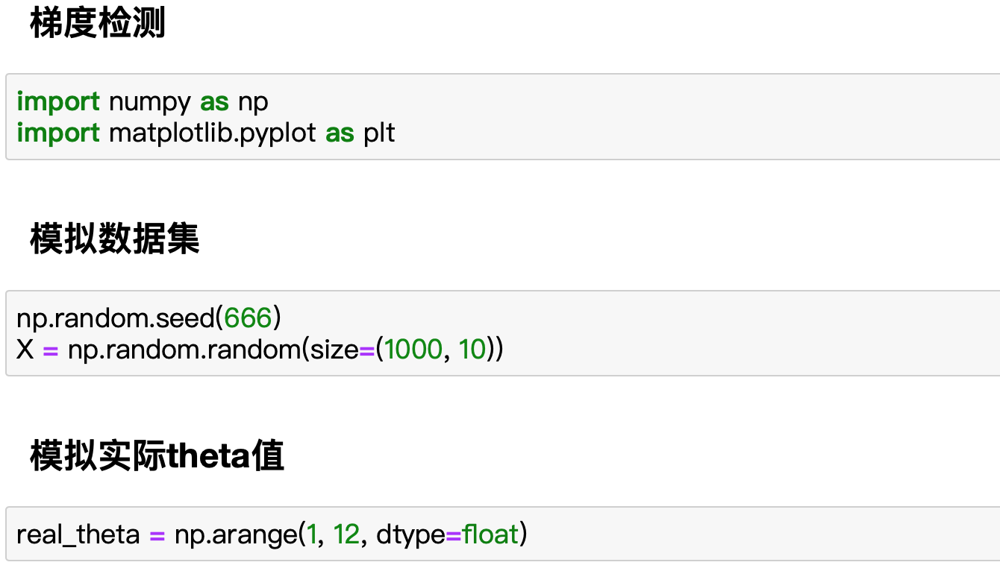 梯度检测
import numpy as np
import matplotlib.pyplot as plt
模拟数据集
np.random.seed(666)
X = np.random.random(size=(1000, 10))
模拟实际theta值
real_theta = np.arange(1, 12, dtype=float)